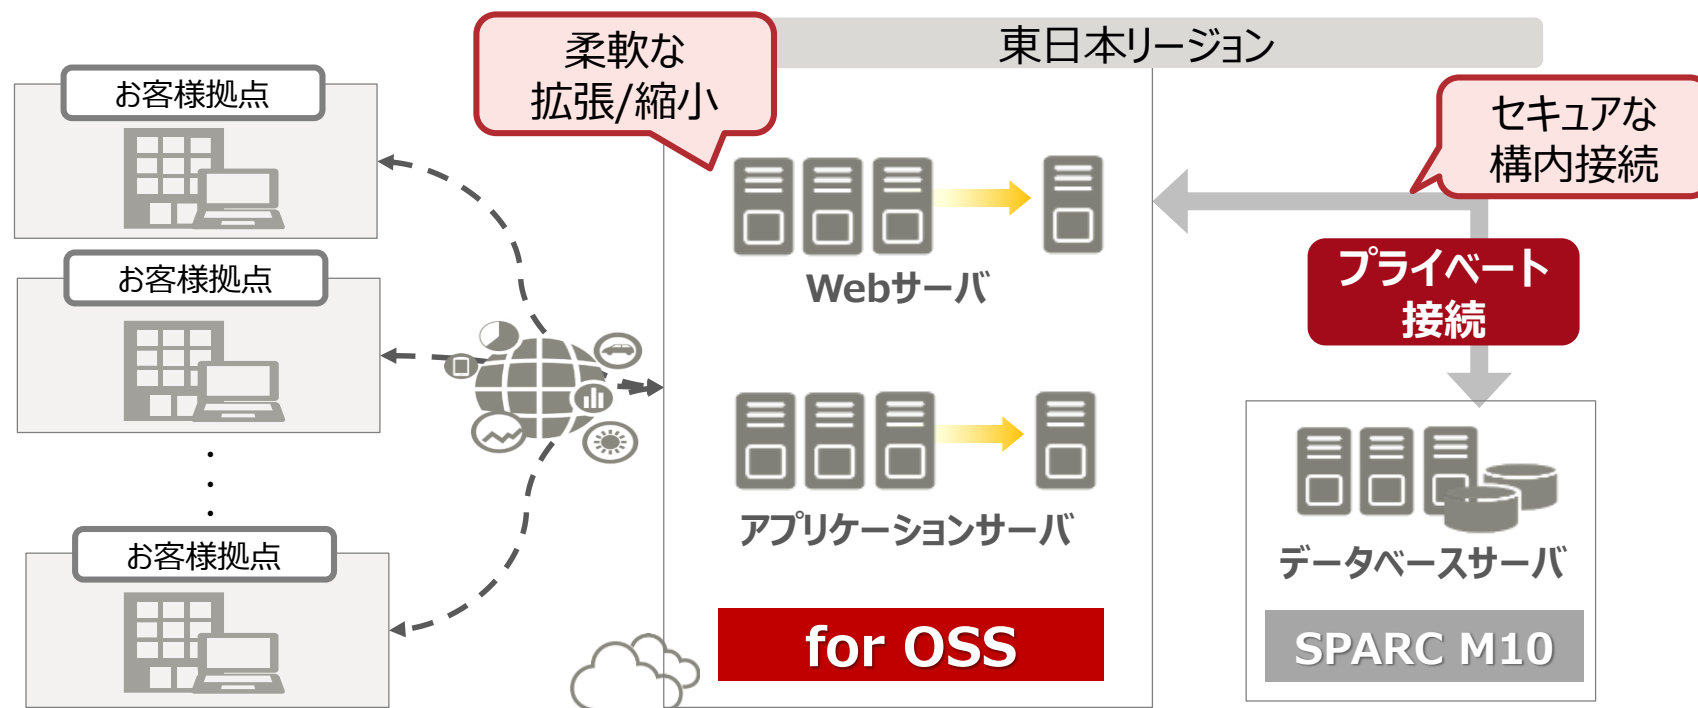 東日本リージョン
柔軟な
拡張/縮小
セキュアな
構内接続
お客様拠点
お客様拠点
お客様拠点
Webサーバ
プライベート
接続
アプリケーションサーバ
データベースサーバ
for OSS
SPARC M10